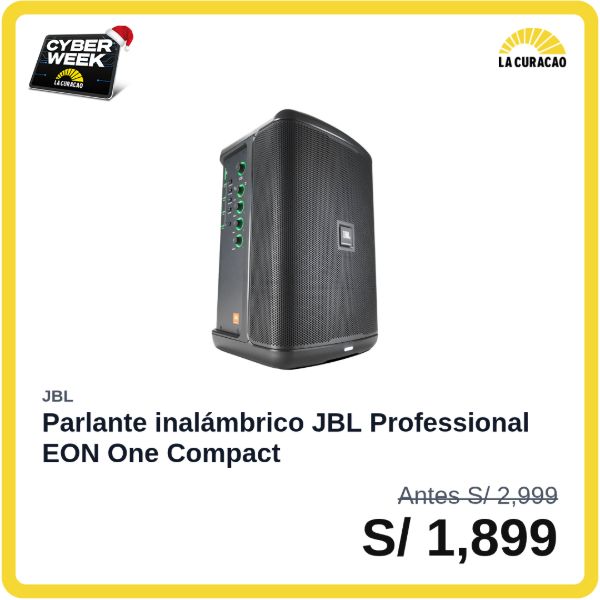 CYBER
WEEK
LA CURACAO
LA CURACAO
JBL
JBL
Parlante inalámbrico JBL Professional
EON One Compact
Antes S/ 2,999
S/ 1,899